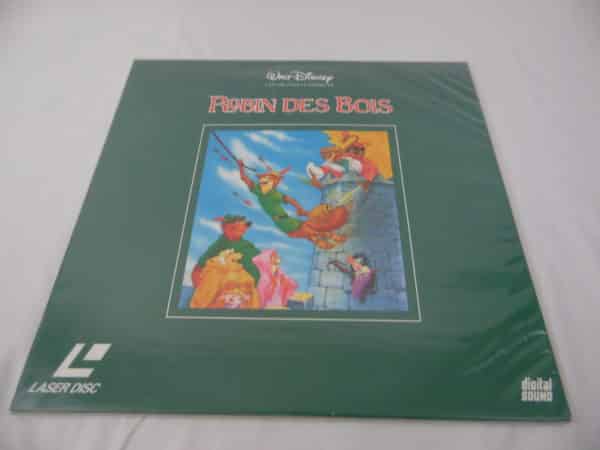 Walt Disney
ROBIN DES BOIS
LASER DISC
digital
SOUND